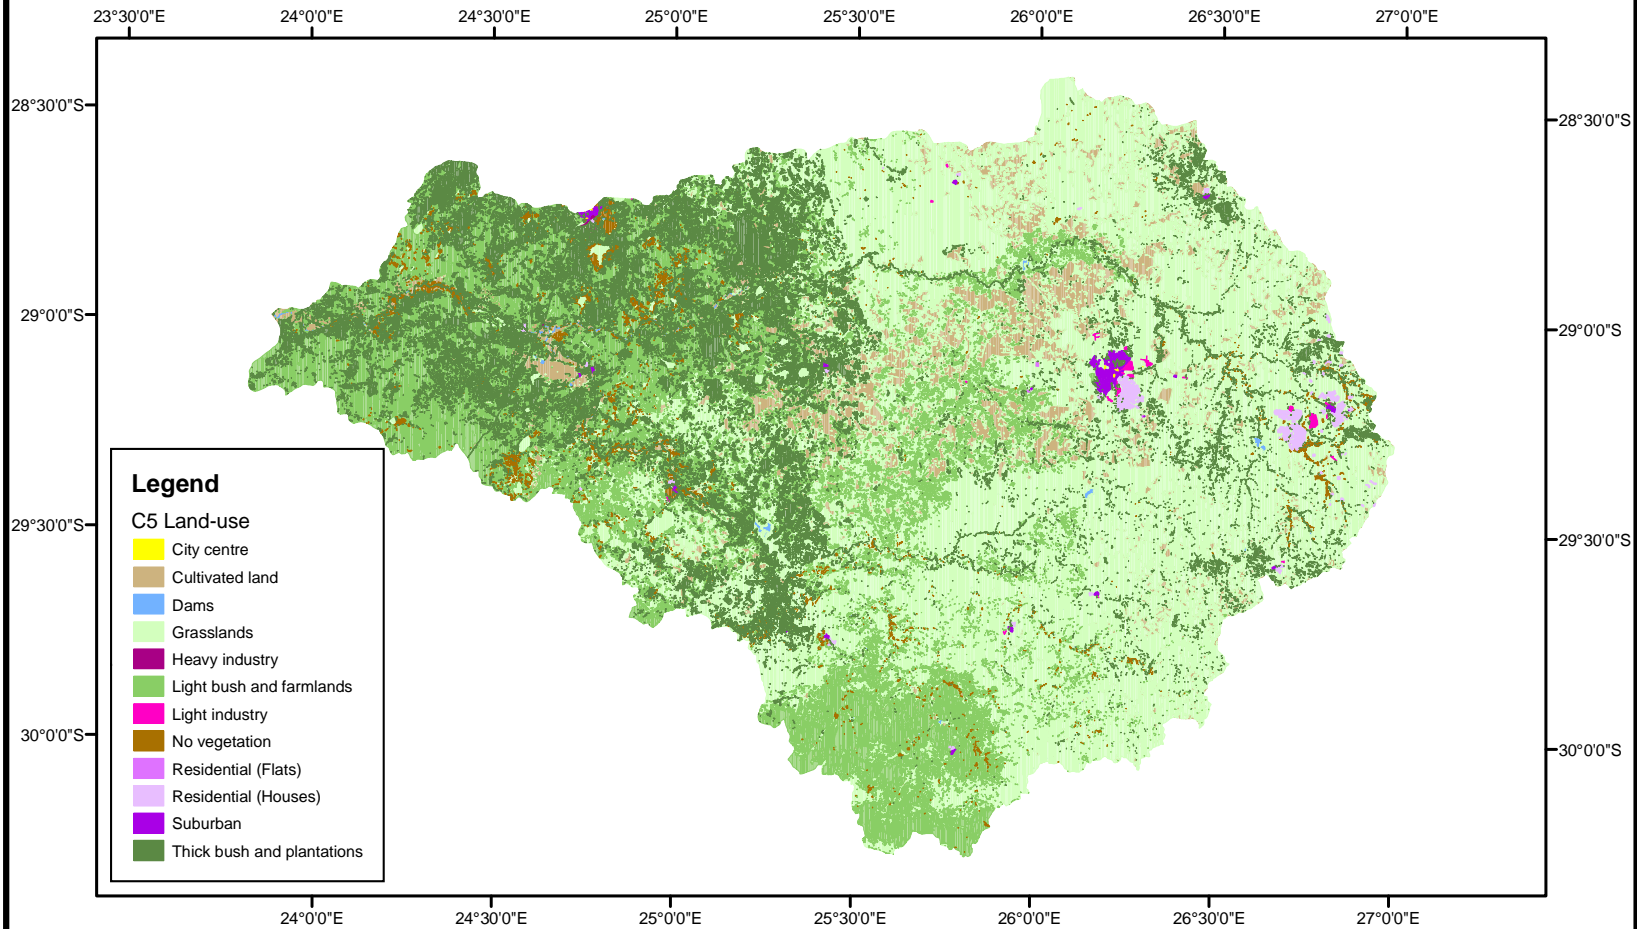 23°30'0"E 24°0'0"E 24°30'0"E 25°0'0"E 25°30'0"E 26°0'0"E 26°30'0"E 27°0'0"E
28°30'0"S 28°30'0"S
29°0'0"S 29°0'0"S
29°30'0"S 29°30'0"S
30°0'0"S 30°0'0"S
Legend
C5 Land-use
City centre
Cultivated land
Dams
Grasslands
Heavy industry
Light bush and farmlands
Light industry
No vegetation
Residential (Flats)
Residential (Houses)
Suburban
Thick bush and plantations
24°0'0"E 24°30'0"E 25°0'0"E 25°30'0"E 26°0'0"E 26°30'0"E 27°0'0"E